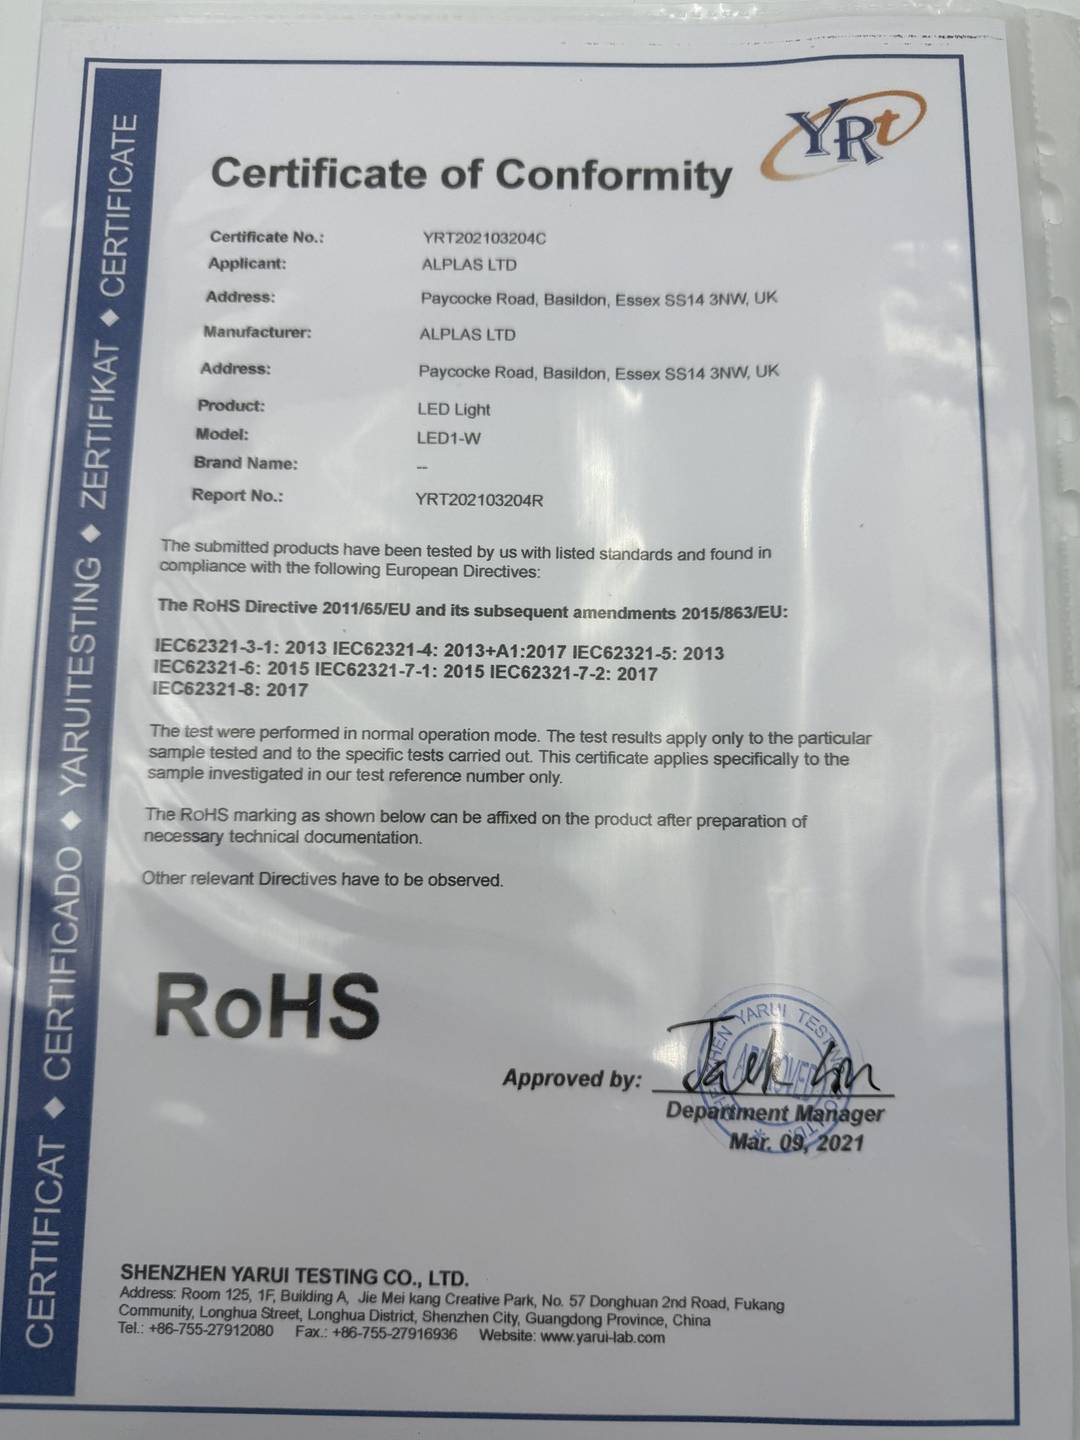 YRt
Certificate of Conformity
Certificate No.: YRT202103204C
Applicant: ALPLAS LTD
Address: Paycocke Road, Basildon, Essex SS14 3NW, UK
Manufacturer: ALPLAS LTD
Address: Paycocke Road, Basildon, Essex SS14 3NW, UK
Product: LED Light
Model: LED1-W
Brand Name: --
Report No.: YRT202103204R
The submitted products have been tested by us with listed standards and found in
compliance with the following European Directives:
The RoHS Directive 2011/65/EU and its subsequent amendments 2015/863/EU:
IEC62321-3-1: 2013 IEC62321-4: 2013+A1:2017 IEC62321-5: 2013
IEC62321-6: 2015 IEC62321-7-1: 2015 IEC62321-7-2: 2017
IEC62321-8: 2017
The test were performed in normal operation mode. The test results apply only to the particular
sample tested and to the specific tests carried out. This certificate applies specifically to the
sample investigated in our test reference number only.
The RoHS marking as shown below can be affixed on the product after preparation of
necessary technical documentation.
Other relevant Directives have to be observed.
RoHS
SHENZHEN YARUI TESTING CO., LTD.
APPROVED
Approved by:
Department Manager
Mar. 09, 2021
SHENZHEN YARUI TESTING CO., LTD.
Address: Room 125, 1F, Building A, Jie Mei kang Creative Park, No. 57 Donghuan 2nd Road, Fukang
Community, Longhua Street, Longhua District, Shenzhen City, Guangdong Province, China
Tel.: +86-755-27912080 Fax.: +86-755-27916936 Website: www.yarui-lab.com
CERTIFICAT ◆ CERTIFICADO ◆ YARUITESTING ◆ ZERTIFIKAT ◆ CERTIFICATE